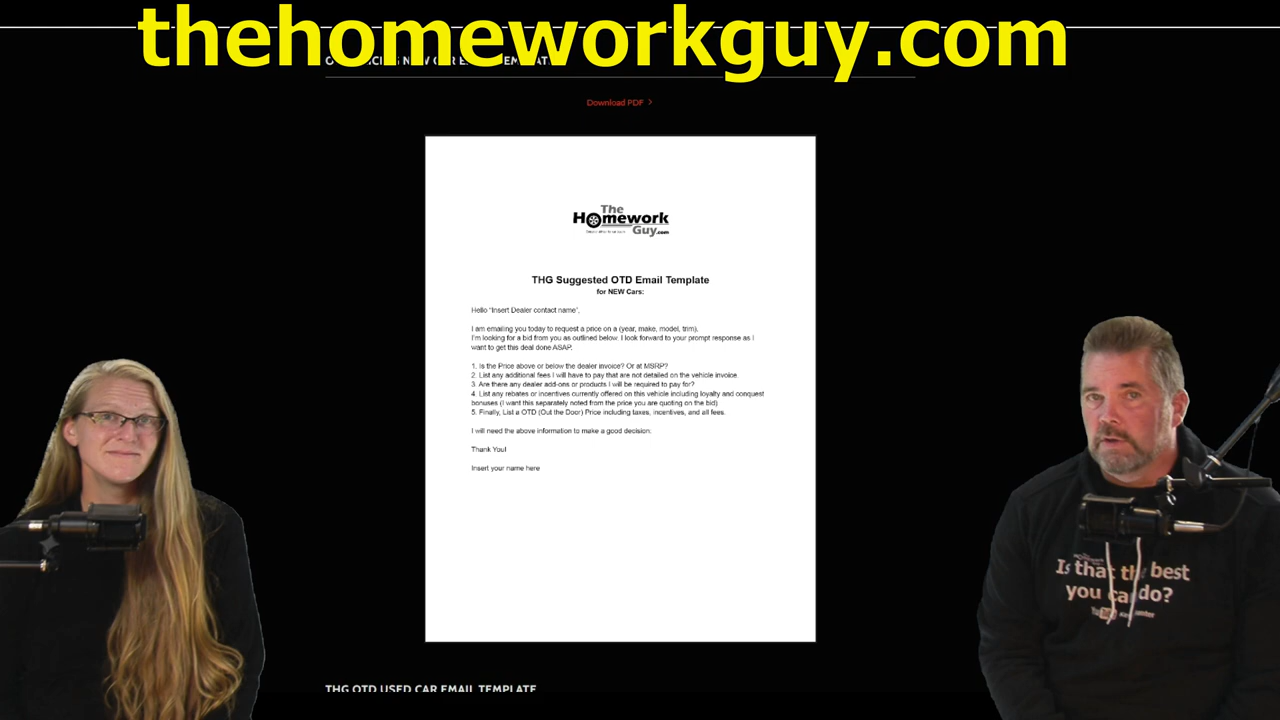 thehomeworkguy.com
Download PDF >
The
Homework
Guy.com
THG Suggested OTD Email Template
for NEW Cars:
Hello "Insert Dealer contact name",
I am emailing you today to request a price on a (year, make, model, trim).
I'm looking for a bid from you as outlined below. I look forward to your prompt response as I
want to get this deal done ASAP.
1. Is the Price above or below the dealer invoice? Or at MSRP?
2. List any additional fees I will have to pay that are not detailed on the vehicle invoice.
3. Are there any dealer add-ons or products I will be required to pay for?
4. List any rebates or incentives currently offered on this vehicle including loyalty and conquest
bonuses (I want this separately noted from the price you are quoting on the bid).
5. Finally, List a OTD (Out the Door) Price including taxes, incentives, and all fees.
I will need the above information to make a good decision.
Thank You!
Insert your name here
Is that the best
you can do?
THG OTD USED CAR EMAIL TEMPLATE